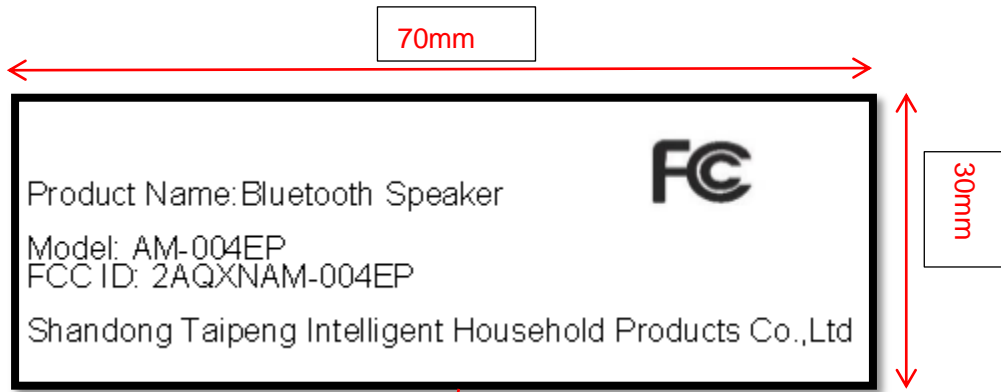 70mm
FCC
Product Name:Bluetooth Speaker
30mm
Model: AM-004EP
FCC ID: 2AQXNAM-004EP
Shandong Taipeng Intelligent Household Products Co.,Ltd